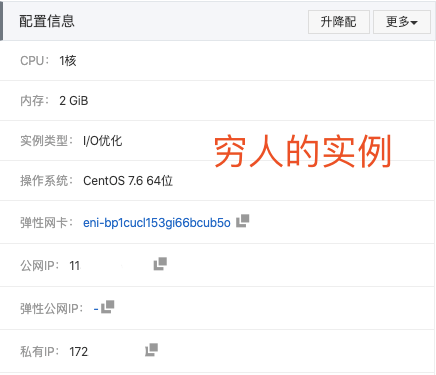 配置信息
升降配
更多
CPU： 1核
内存： 2 GiB
实例类型： I/O优化
穷人的实例
操作系统： CentOS 7.6 64位
弹性网卡： eni-bp1cucl153gi66bcub5o
公网IP： 11
弹性公网IP： -
私有IP： 172